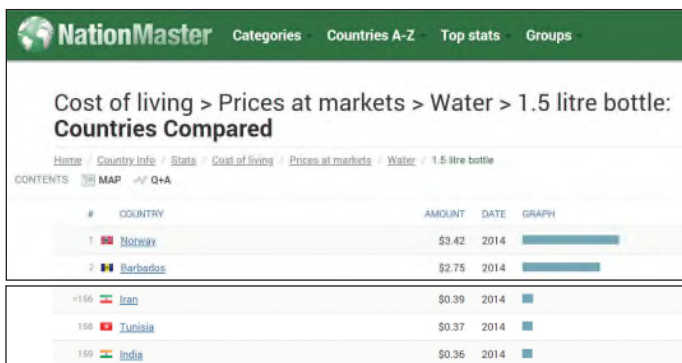 NationMaster Categories Countries A-Z Top stats Groups
Cost of living > Prices at markets > Water > 1.5 litre bottle:
Countries Compared
Home / Country Info / Stats / Cost of living / Prices at markets / Water / 1.5 litre bottle
CONTENTS MAP Q+A
# COUNTRY AMOUNT DATE GRAPH
1 Norway $3.42 2014
2 Barbados $2.75 2014
=156 Iran $0.39 2014
158 Tunisia $0.37 2014
159 India $0.36 2014